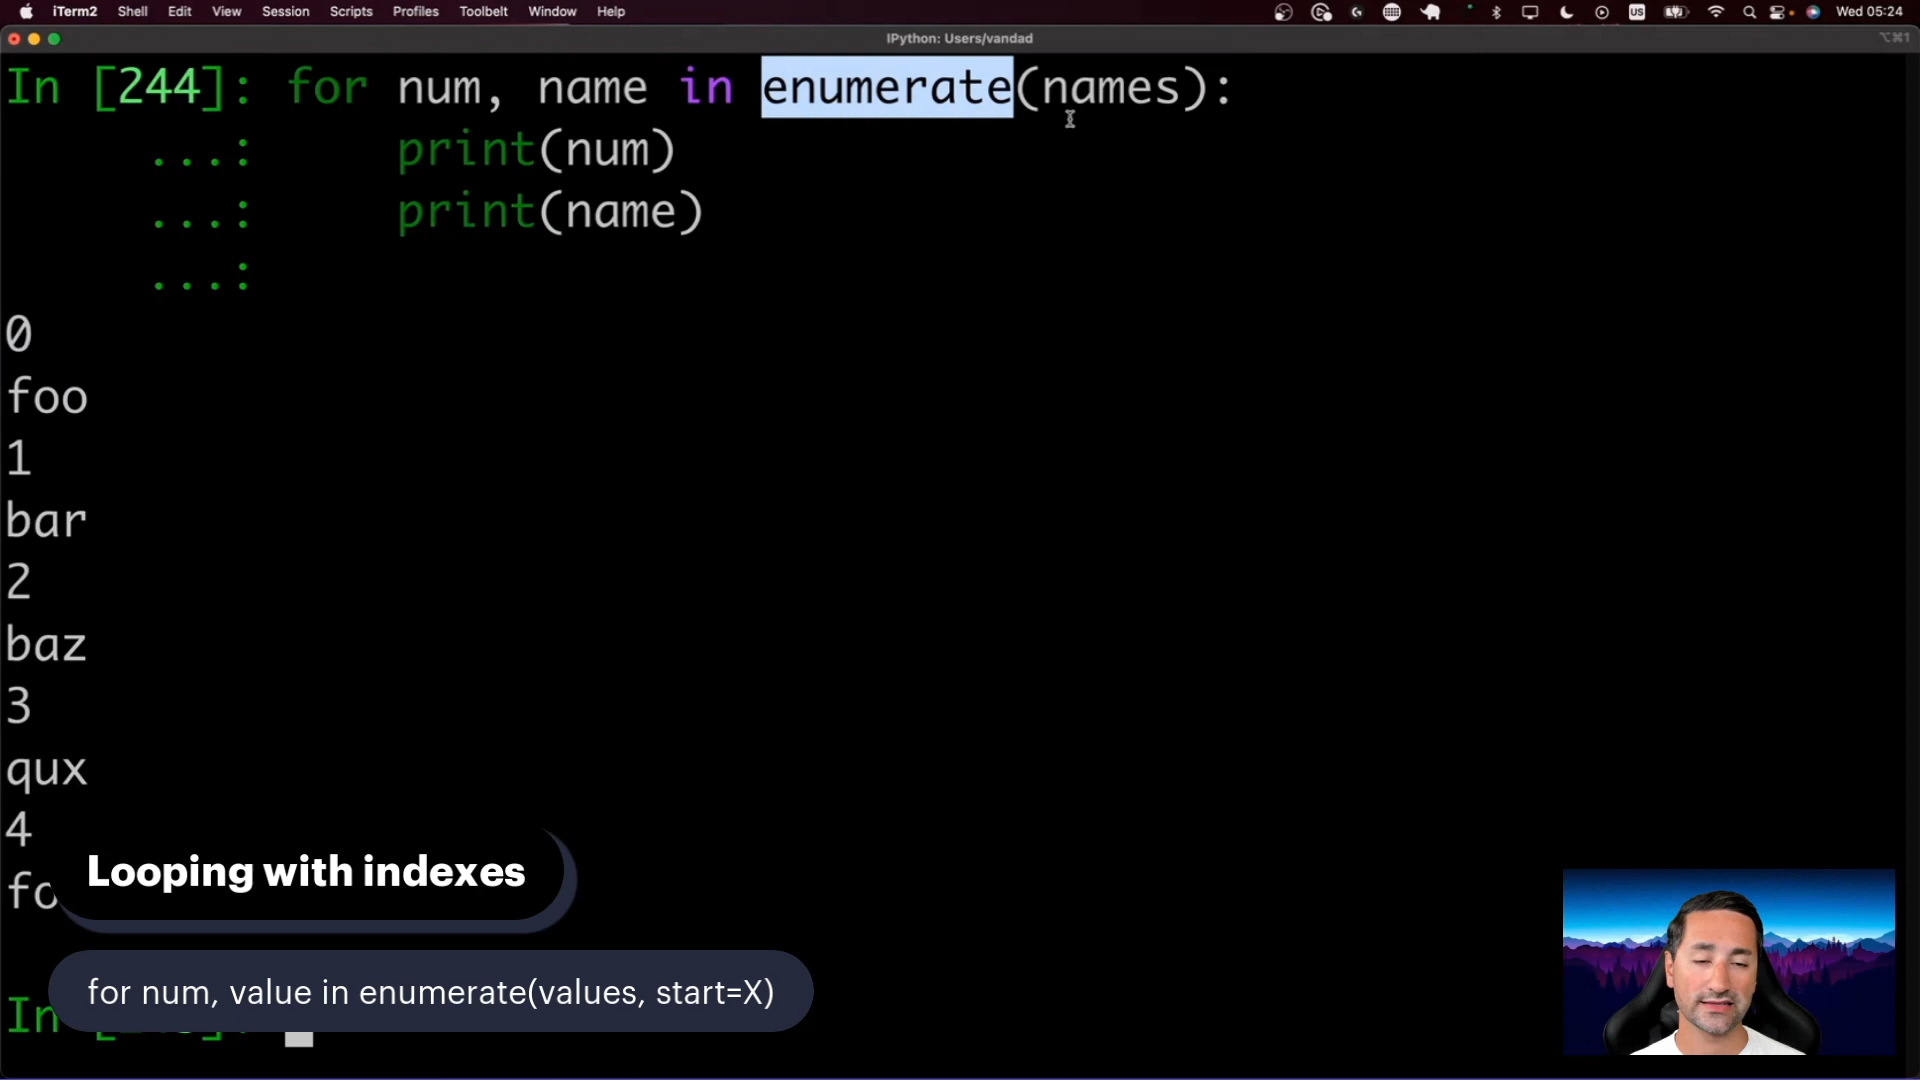 iTerm2 Shell Edit View Session Scripts Profiles Toolbelt Window Help US Wed 05:24
IPython: Users/vandad
⌥⌘1
In [244]: for num, name in enumerate(names):
...: print(num)
...: print(name)
...:
0
foo
1
bar
2
baz
3
qux
4
Looping with indexes
for num, value in enumerate(values, start=X)
In